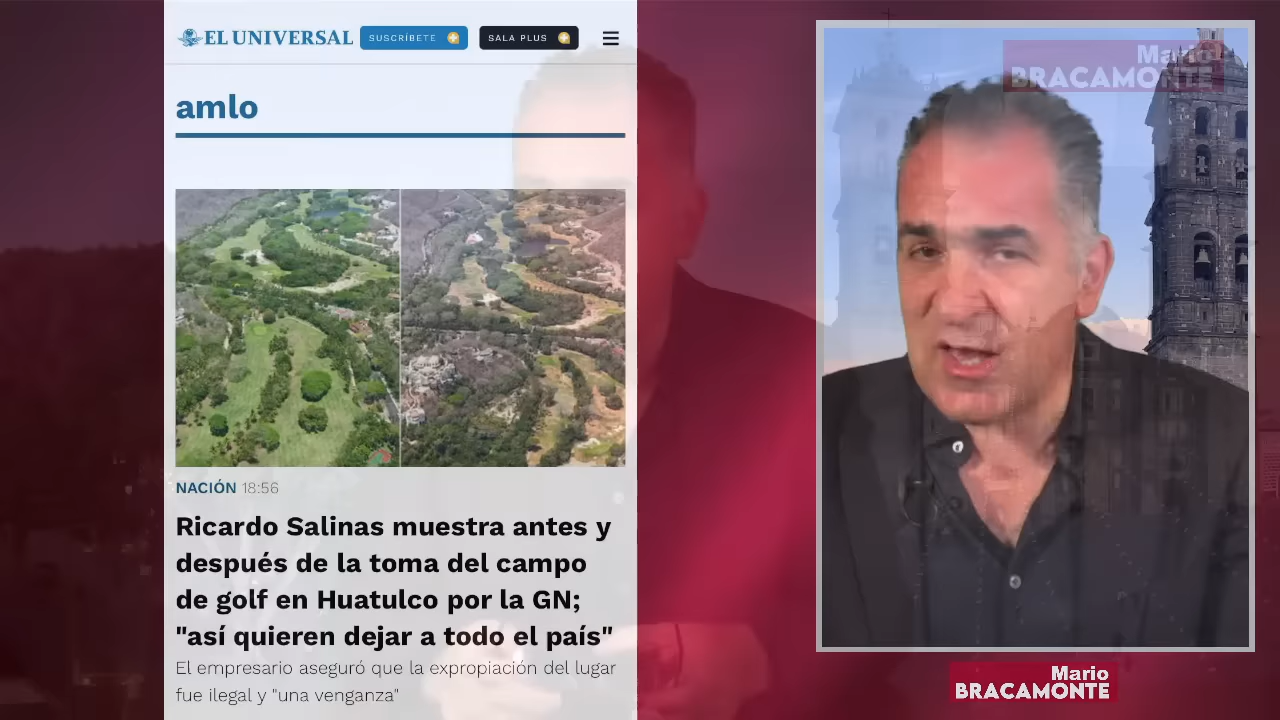 EL UNIVERSAL
SUSCRÍBETE
SALA PLUS
amlo
NACIÓN 18:56
Ricardo Salinas muestra antes y
después de la toma del campo
de golf en Huatulco por la GN;
"así quieren dejar a todo el país"
El empresario aseguró que la expropiación del lugar
fue ilegal y "una venganza"
Mario
BRACAMONTE
Mario
BRACAMONTE